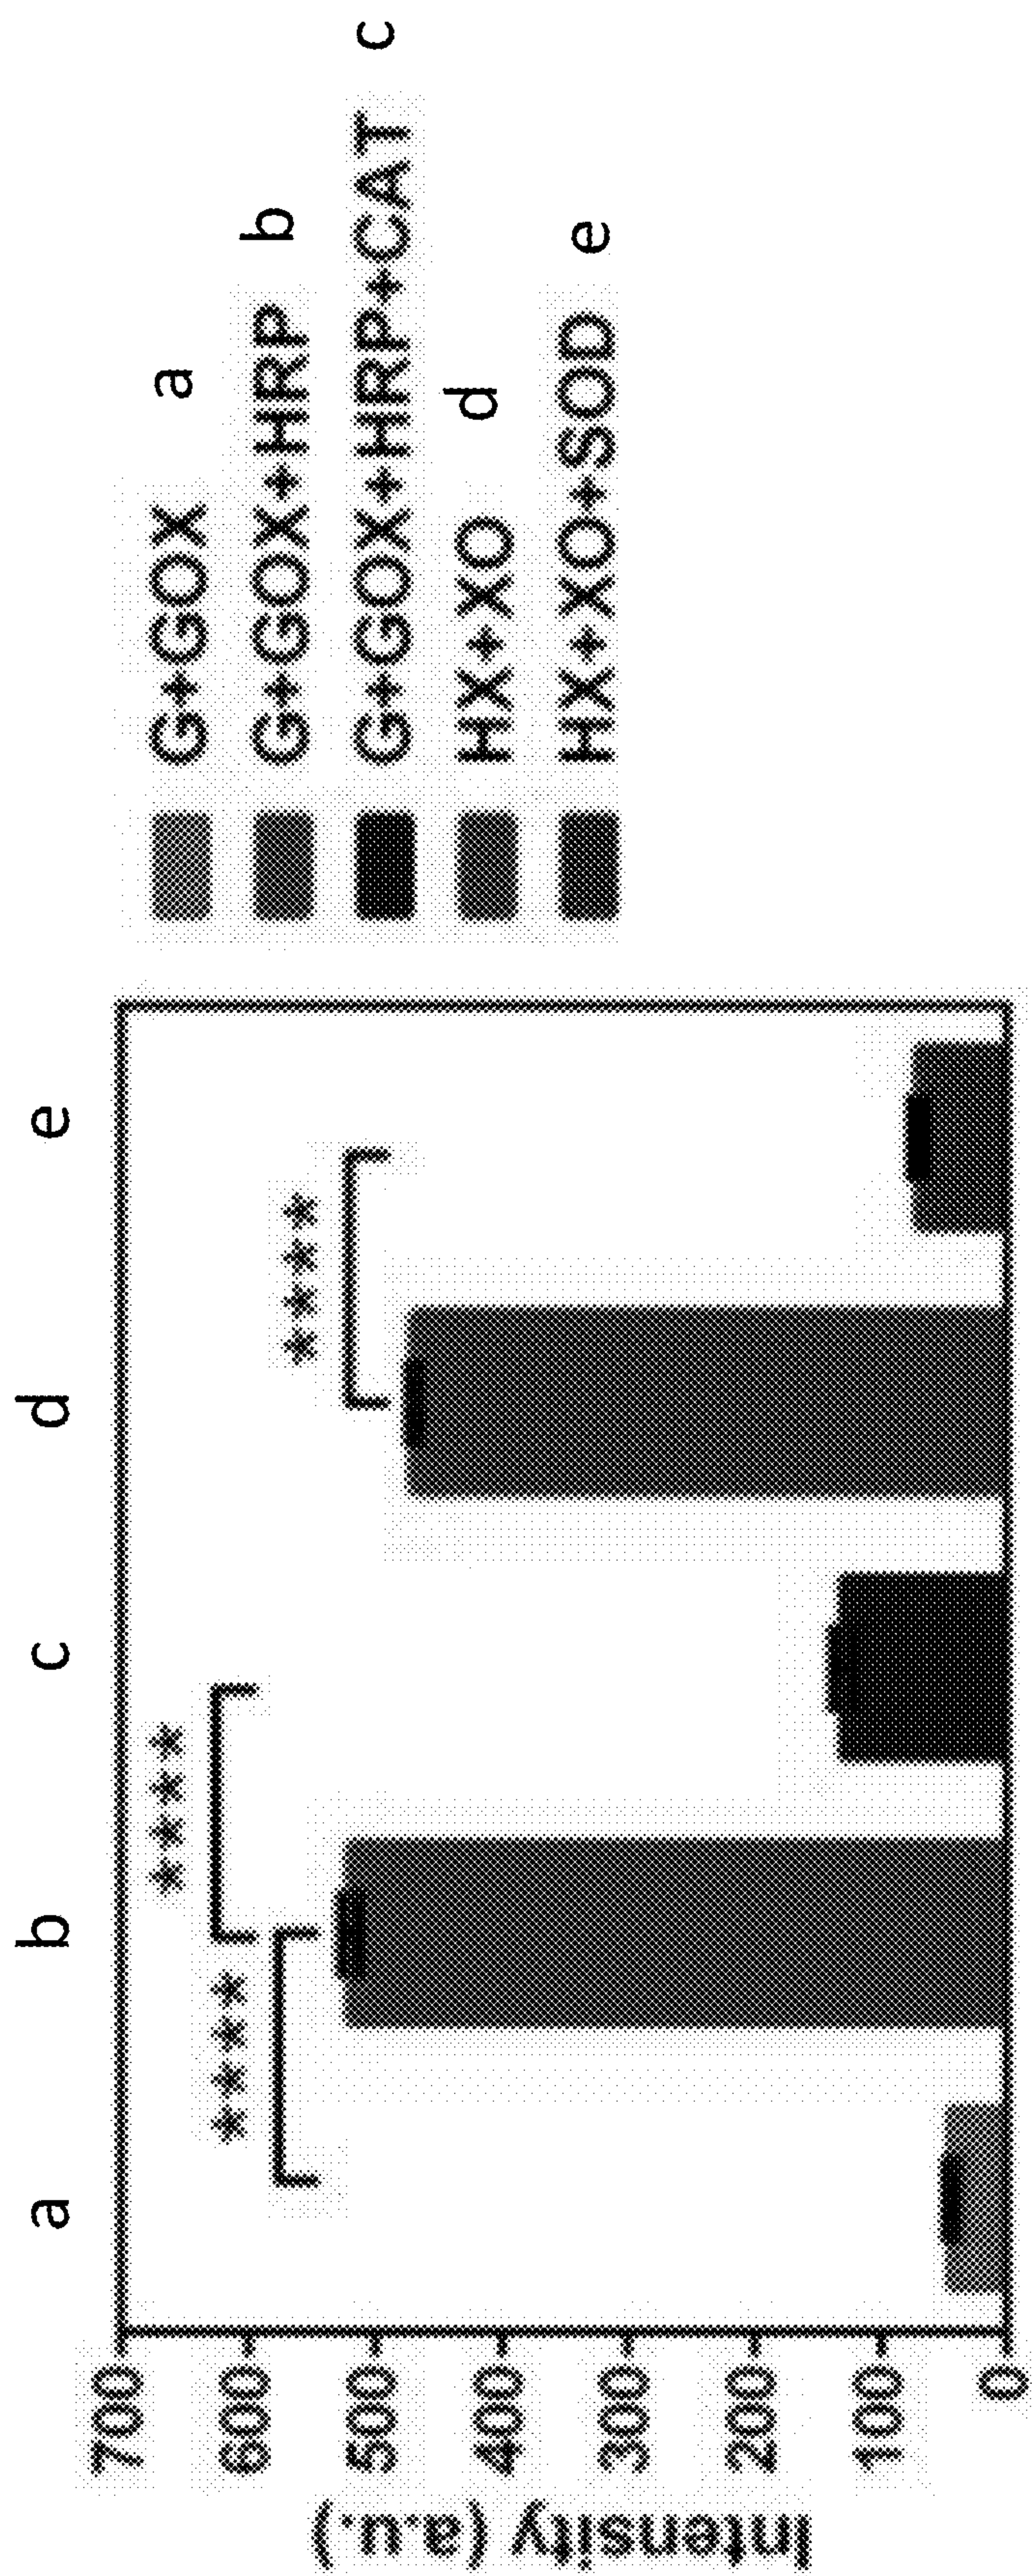 a b c d e
****
****
****
700
600
500
400
300
200
100
0
Intensity (a.u.)
G+GOX a
G+GOX+HRP b
G+GOX+HRP+CAT c
HX+XO d
HX+XO+SOD e